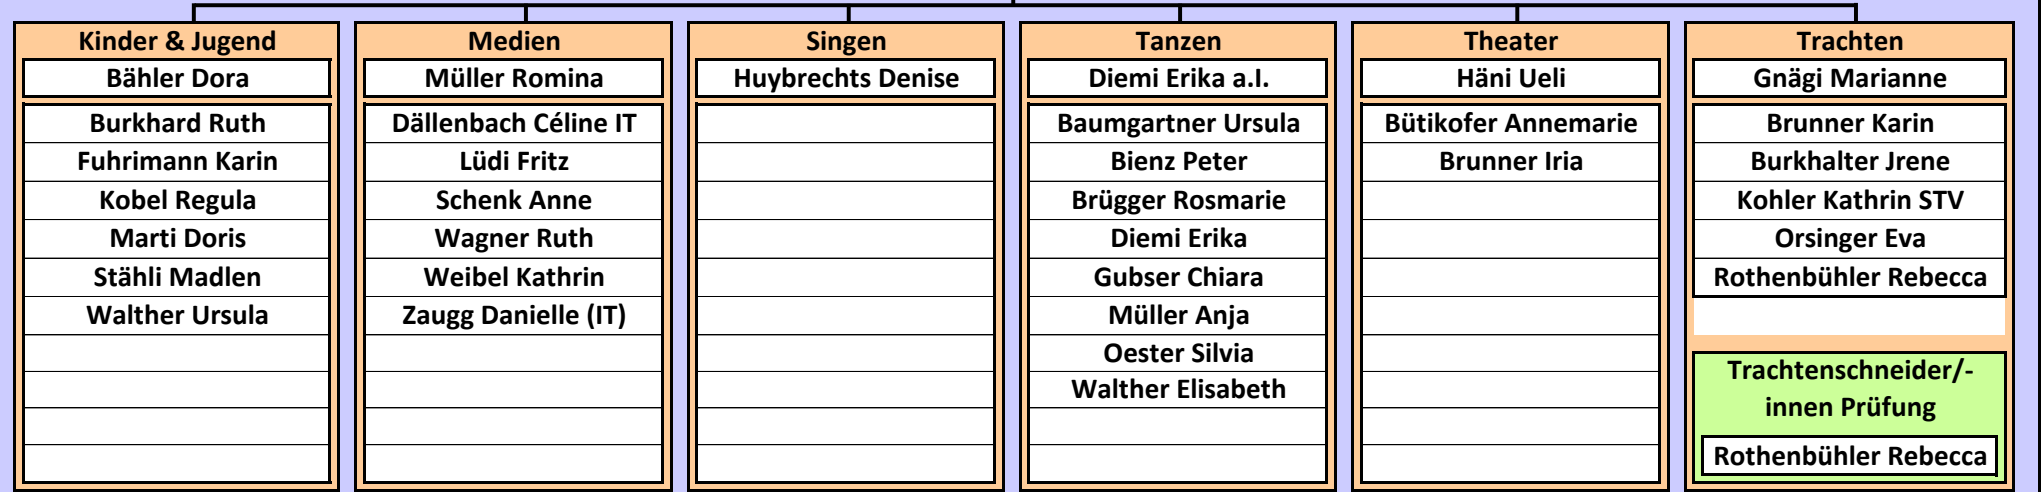 Kinder & Jugend
Bähler Dora
Burkhard Ruth
Fuhrimann Karin
Kobel Regula
Marti Doris
Stähli Madlen
Walther Ursula
Medien
Müller Romina
Dällenbach Céline IT
Lüdi Fritz
Schenk Anne
Wagner Ruth
Weibel Kathrin
Zaugg Danielle (IT)
Singen
Huybrechts Denise
Tanzen
Diemi Erika a.I.
Baumgartner Ursula
Bienz Peter
Brügger Rosmarie
Diemi Erika
Gubser Chiara
Müller Anja
Oester Silvia
Walther Elisabeth
Theater
Häni Ueli
Bütikofer Annemarie
Brunner Iria
Trachten
Gnägi Marianne
Brunner Karin
Burkhalter Jrene
Kohler Kathrin STV
Orsinger Eva
Rothenbühler Rebecca
Trachtenschneider/-
innen Prüfung
Rothenbühler Rebecca